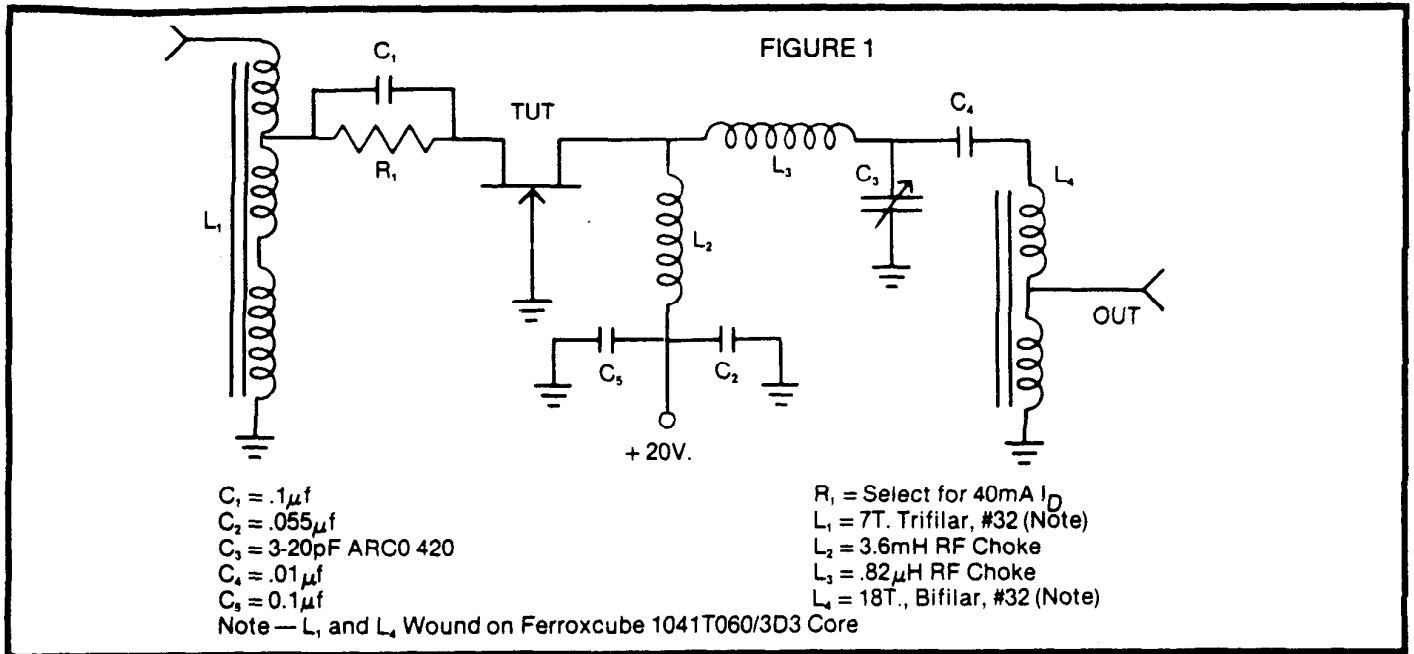 FIGURE 1
C₁
TUT
C₄
R₁
L₃
C₃
L₄
L₁
L₂
OUT
C₅
C₂
+ 20V.
C₁ = .1μf
C₂ = .055μf
C₃ = 3-20pF ARC0 420
C₄ = .01μf
C₅ = 0.1μf
R₁ = Select for 40mA I_D
L₁ = 7T. Trifilar, #32 (Note)
L₂ = 3.6mH RF Choke
L₃ = .82μH RF Choke
L₄ = 18T., Bifilar, #32 (Note)
Note — L₁ and L₄ Wound on Ferroxcube 1041T060/3D3 Core